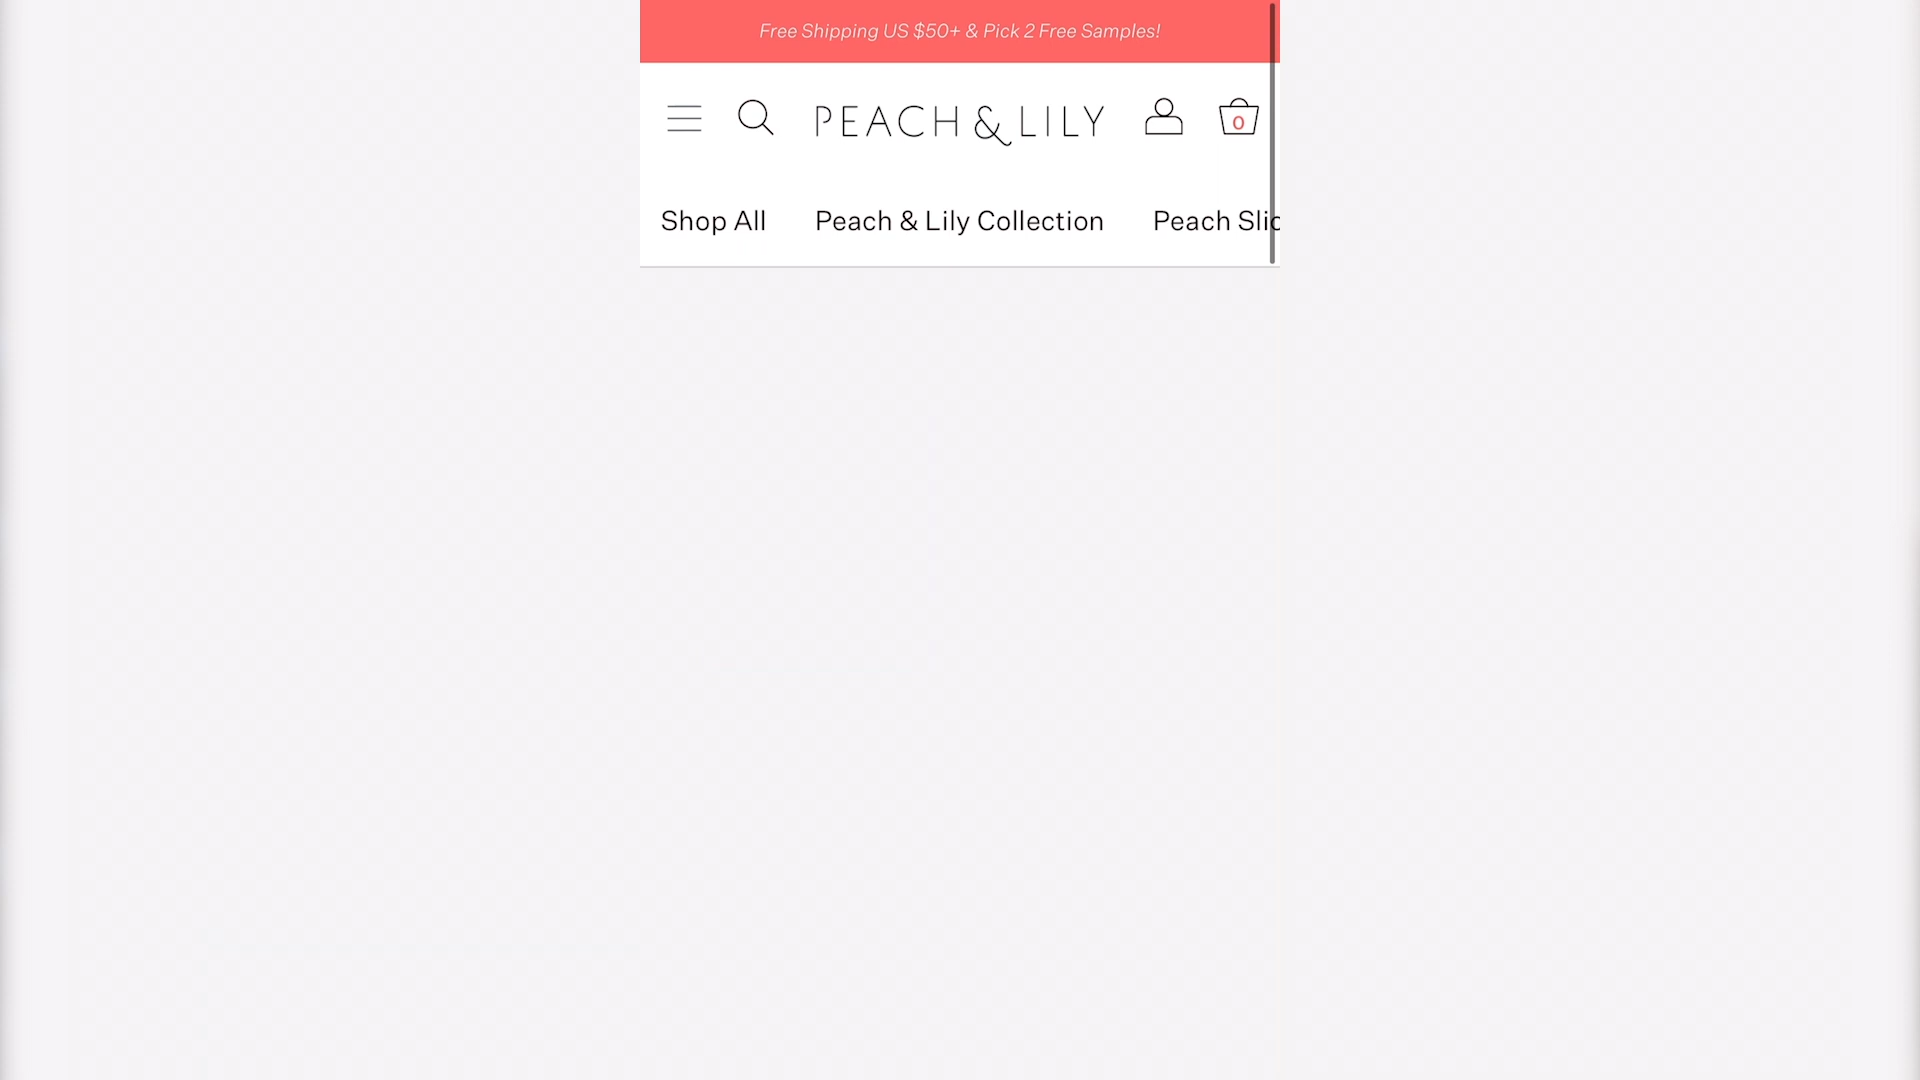 Free Shipping US $50+ & Pick 2 Free Samples!
PEACH & LILY
0
Shop All Peach & Lily Collection Peach Slic